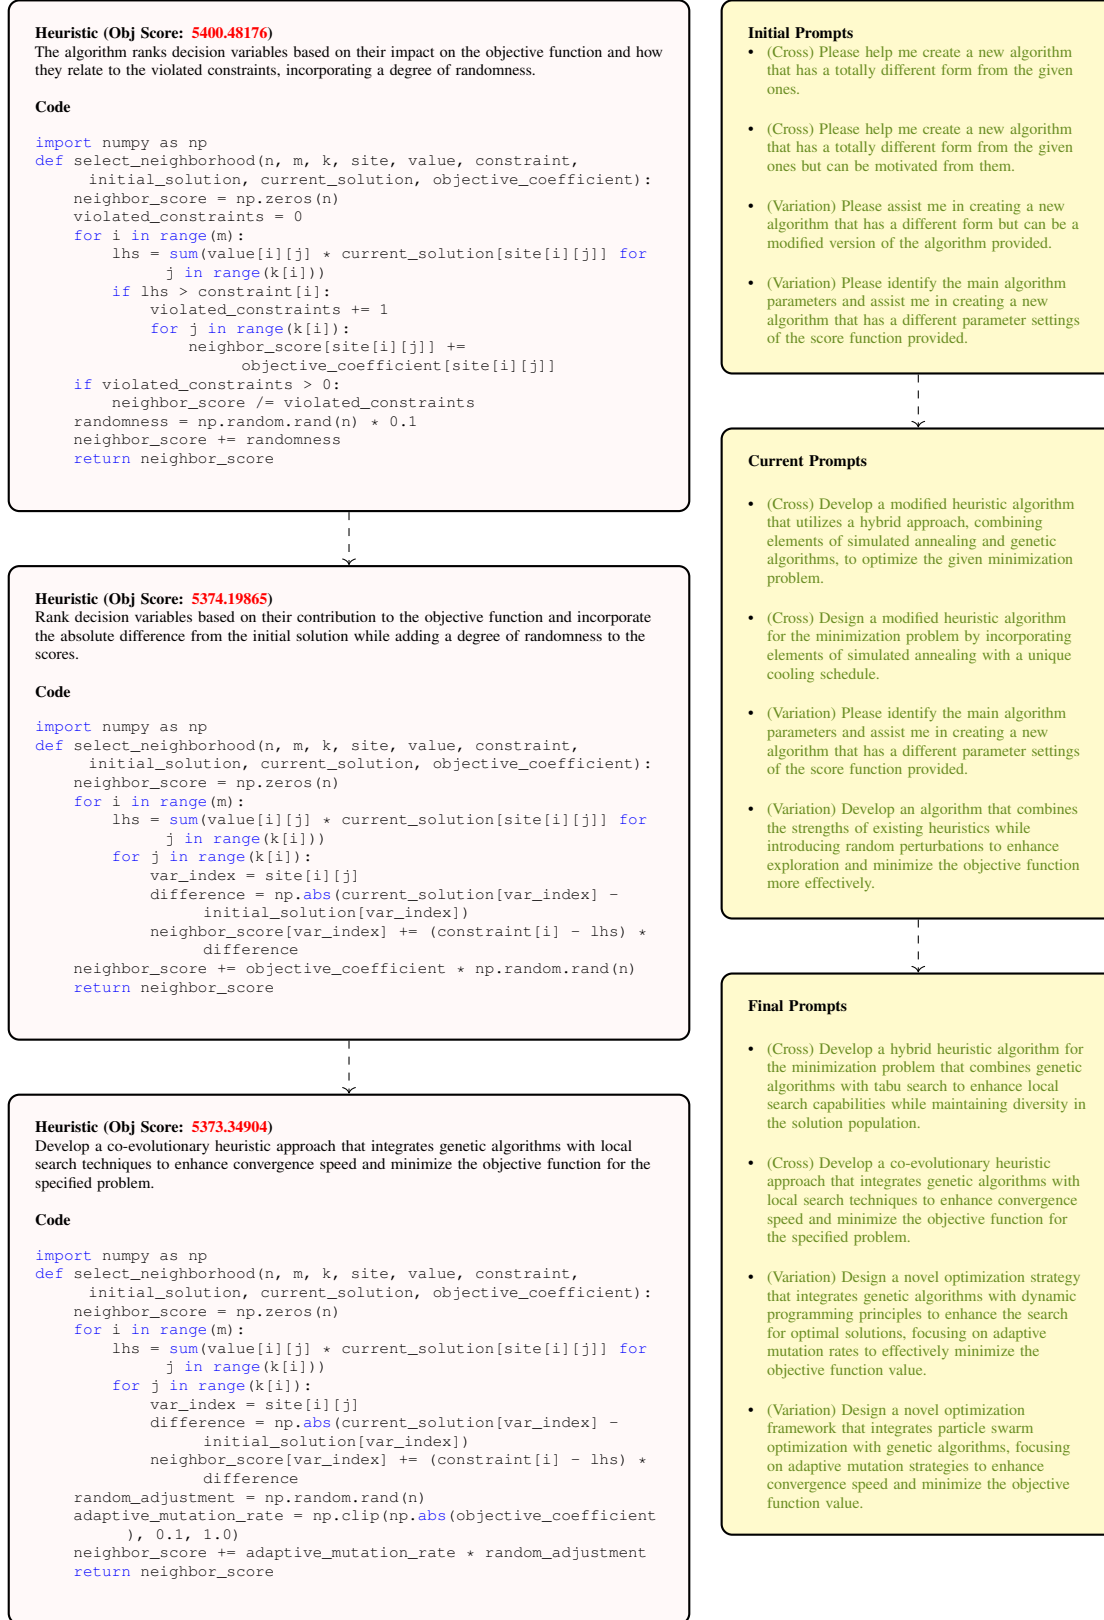 Heuristic (Obj Score: 5400.48176)
The algorithm ranks decision variables based on their impact on the objective function and how
they relate to the violated constraints, incorporating a degree of randomness.
Code
import numpy as np
def select_neighborhood(n, m, k, site, value, constraint,
initial_solution, current_solution, objective_coefficient):
neighbor_score = np.zeros(n)
violated_constraints = 0
for i in range(m):
lhs = sum(value[i][j] * current_solution[site[i][j]] for
j in range(k[i]))
if lhs > constraint[i]:
violated_constraints += 1
for j in range(k[i]):
neighbor_score[site[i][j]] +=
objective_coefficient[site[i][j]]
if violated_constraints > 0:
neighbor_score /= violated_constraints
randomness = np.random.rand(n) * 0.1
neighbor_score += randomness
return neighbor_score
Heuristic (Obj Score: 5374.19865)
Rank decision variables based on their contribution to the objective function and incorporate
the absolute difference from the initial solution while adding a degree of randomness to the
scores.
Code
import numpy as np
def select_neighborhood(n, m, k, site, value, constraint,
initial_solution, current_solution, objective_coefficient):
neighbor_score = np.zeros(n)
for i in range(m):
lhs = sum(value[i][j] * current_solution[site[i][j]] for
j in range(k[i]))
for j in range(k[i]):
var_index = site[i][j]
difference = np.abs(current_solution[var_index] -
initial_solution[var_index])
neighbor_score[var_index] += (constraint[i] - lhs) *
difference
neighbor_score += objective_coefficient * np.random.rand(n)
return neighbor_score
Heuristic (Obj Score: 5373.34904)
Develop a co-evolutionary heuristic approach that integrates genetic algorithms with local
search techniques to enhance convergence speed and minimize the objective function for the
specified problem.
Code
import numpy as np
def select_neighborhood(n, m, k, site, value, constraint,
initial_solution, current_solution, objective_coefficient):
neighbor_score = np.zeros(n)
for i in range(m):
lhs = sum(value[i][j] * current_solution[site[i][j]] for
j in range(k[i]))
for j in range(k[i]):
var_index = site[i][j]
difference = np.abs(current_solution[var_index] -
initial_solution[var_index])
neighbor_score[var_index] += (constraint[i] - lhs) *
difference
random_adjustment = np.random.rand(n)
adaptive_mutation_rate = np.clip(np.abs(objective_coefficient
), 0.1, 1.0)
neighbor_score += adaptive_mutation_rate * random_adjustment
return neighbor_score
Initial Prompts
• (Cross) Please help me create a new algorithm
that has a totally different form from the given
ones.
• (Cross) Please help me create a new algorithm
that has a totally different form from the given
ones but can be motivated from them.
• (Variation) Please assist me in creating a new
algorithm that has a different form but can be a
modified version of the algorithm provided.
• (Variation) Please identify the main algorithm
parameters and assist me in creating a new
algorithm that has a different parameter settings
of the score function provided.
Current Prompts
• (Cross) Develop a modified heuristic algorithm
that utilizes a hybrid approach, combining
elements of simulated annealing and genetic
algorithms, to optimize the given minimization
problem.
• (Cross) Design a modified heuristic algorithm
for the minimization problem by incorporating
elements of simulated annealing with a unique
cooling schedule.
• (Variation) Please identify the main algorithm
parameters and assist me in creating a new
algorithm that has a different parameter settings
of the score function provided.
• (Variation) Develop an algorithm that combines
the strengths of existing heuristics while
introducing random perturbations to enhance
exploration and minimize the objective function
more effectively.
Final Prompts
• (Cross) Develop a hybrid heuristic algorithm for
the minimization problem that combines genetic
algorithms with tabu search to enhance local
search capabilities while maintaining diversity in
the solution population.
• (Cross) Develop a co-evolutionary heuristic
approach that integrates genetic algorithms with
local search techniques to enhance convergence
speed and minimize the objective function for
the specified problem.
• (Variation) Design a novel optimization strategy
that integrates genetic algorithms with dynamic
programming principles to enhance the search
for optimal solutions, focusing on adaptive
mutation rates to effectively minimize the
objective function value.
• (Variation) Design a novel optimization
framework that integrates particle swarm
optimization with genetic algorithms, focusing
on adaptive mutation strategies to enhance
convergence speed and minimize the objective
function value.